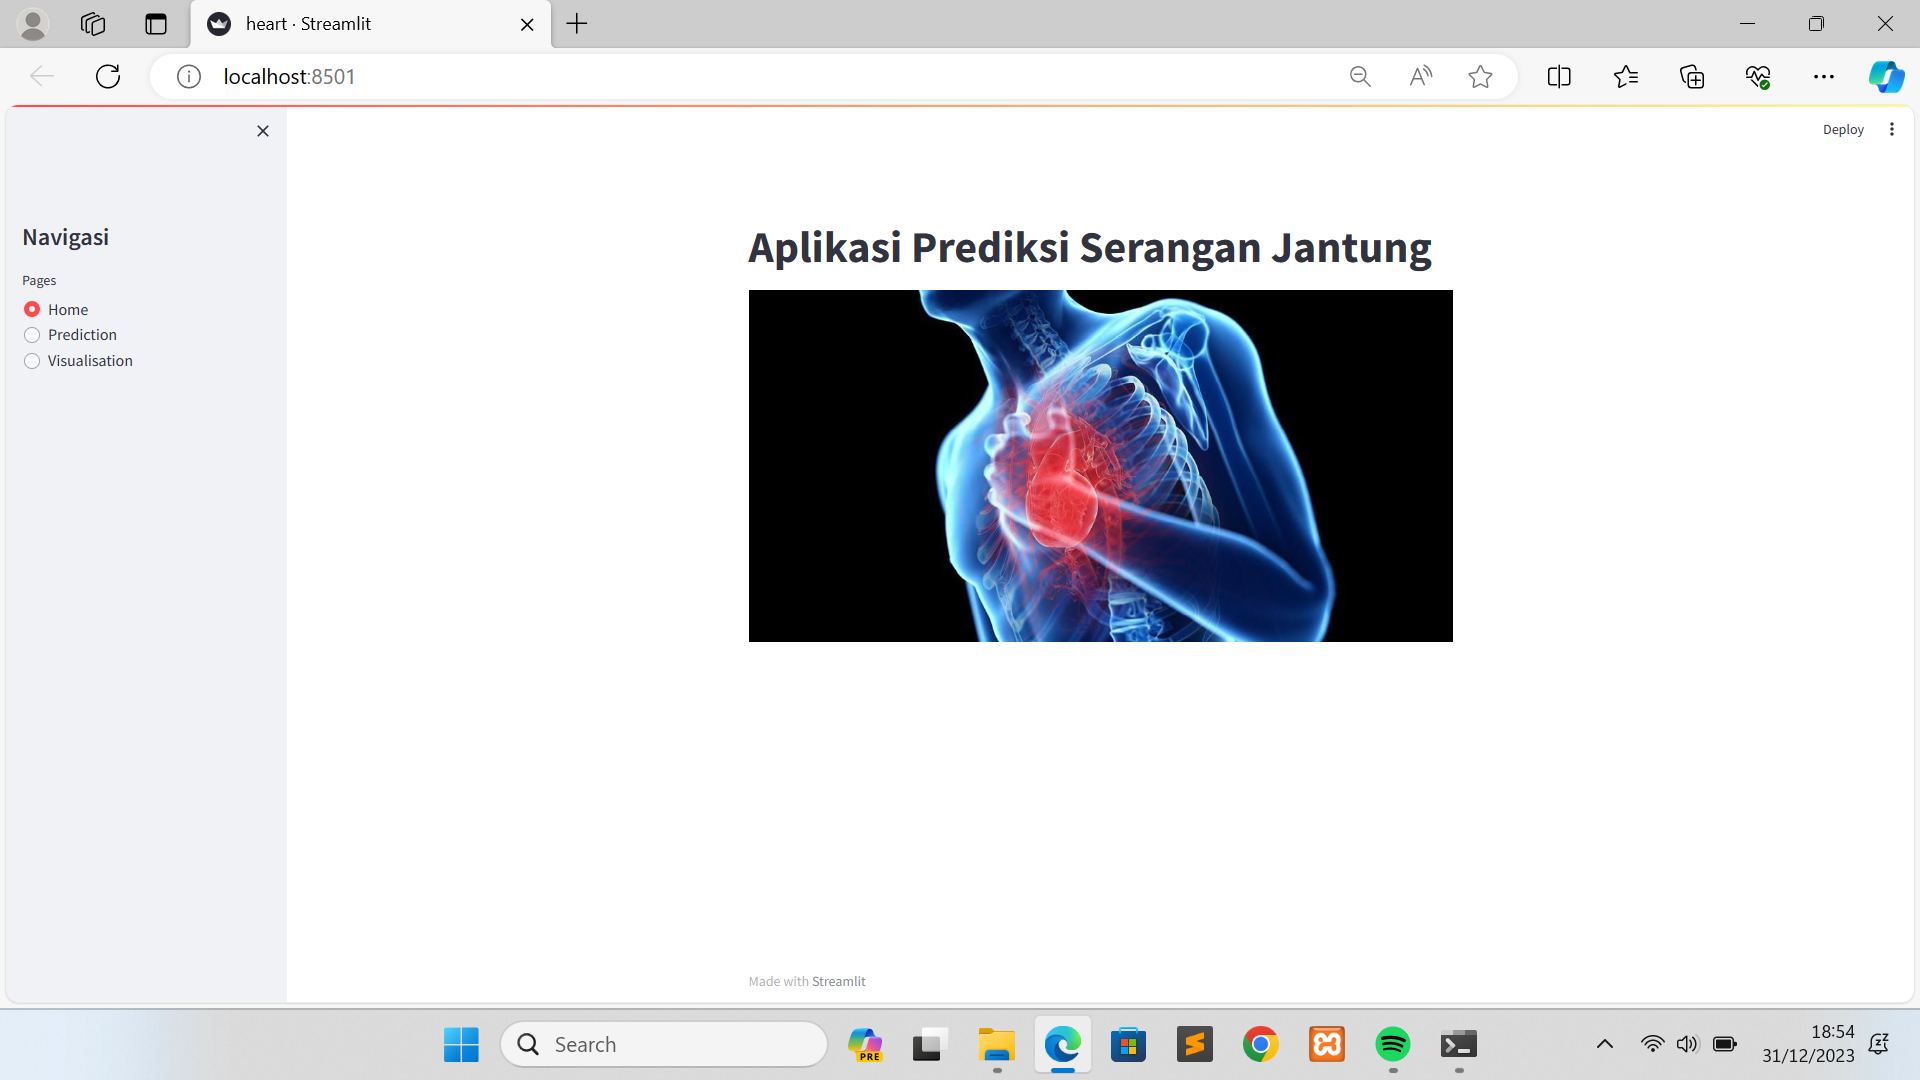 heart · Streamlit
localhost:8501
Deploy
Navigasi
Pages
Home
Prediction
Visualisation
Aplikasi Prediksi Serangan Jantung
Made with Streamlit
Search
PRE
18:54
31/12/2023